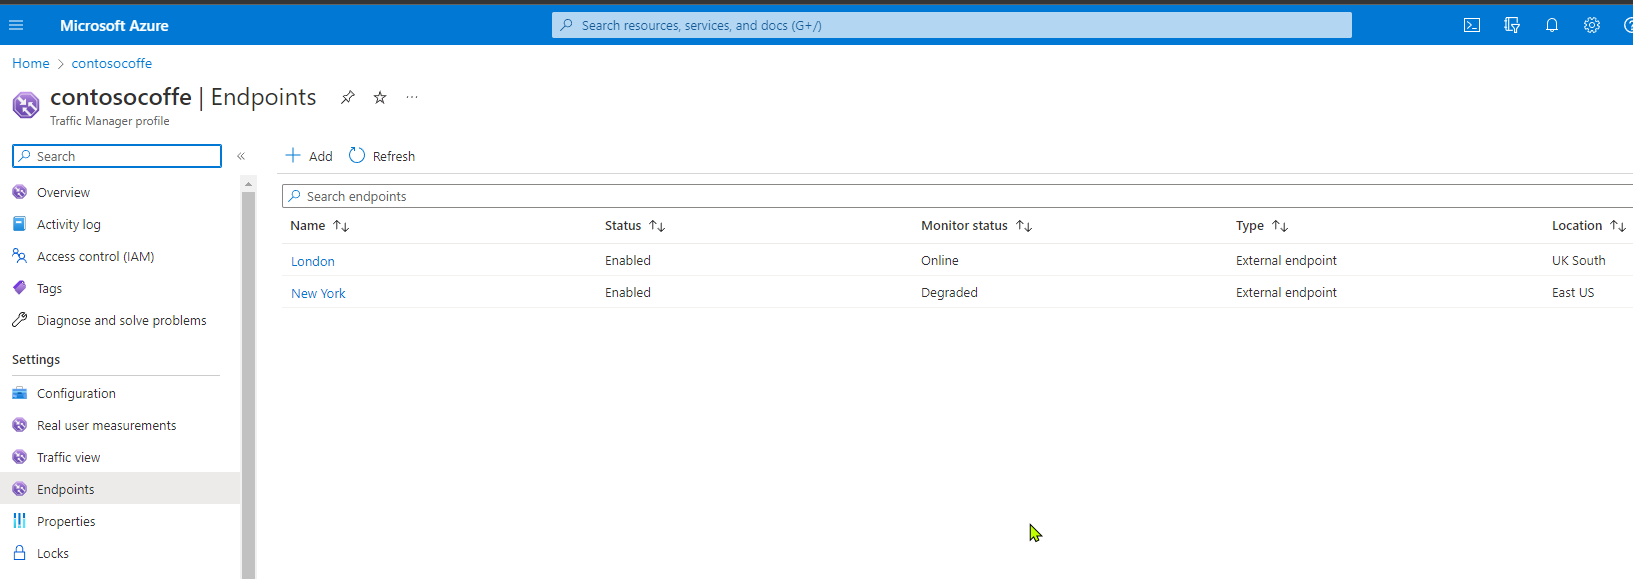 Microsoft Azure
Search resources, services, and docs (G+/)
Home > contosocoffe
contosocoffe | Endpoints
Traffic Manager profile
Search
Overview
Activity log
Access control (IAM)
Tags
Diagnose and solve problems
Settings
Configuration
Real user measurements
Traffic view
Endpoints
Properties
Locks
Add Refresh
Search endpoints
Name Status Monitor status Type Location
London Enabled Online External endpoint UK South
New York Enabled Degraded External endpoint East US